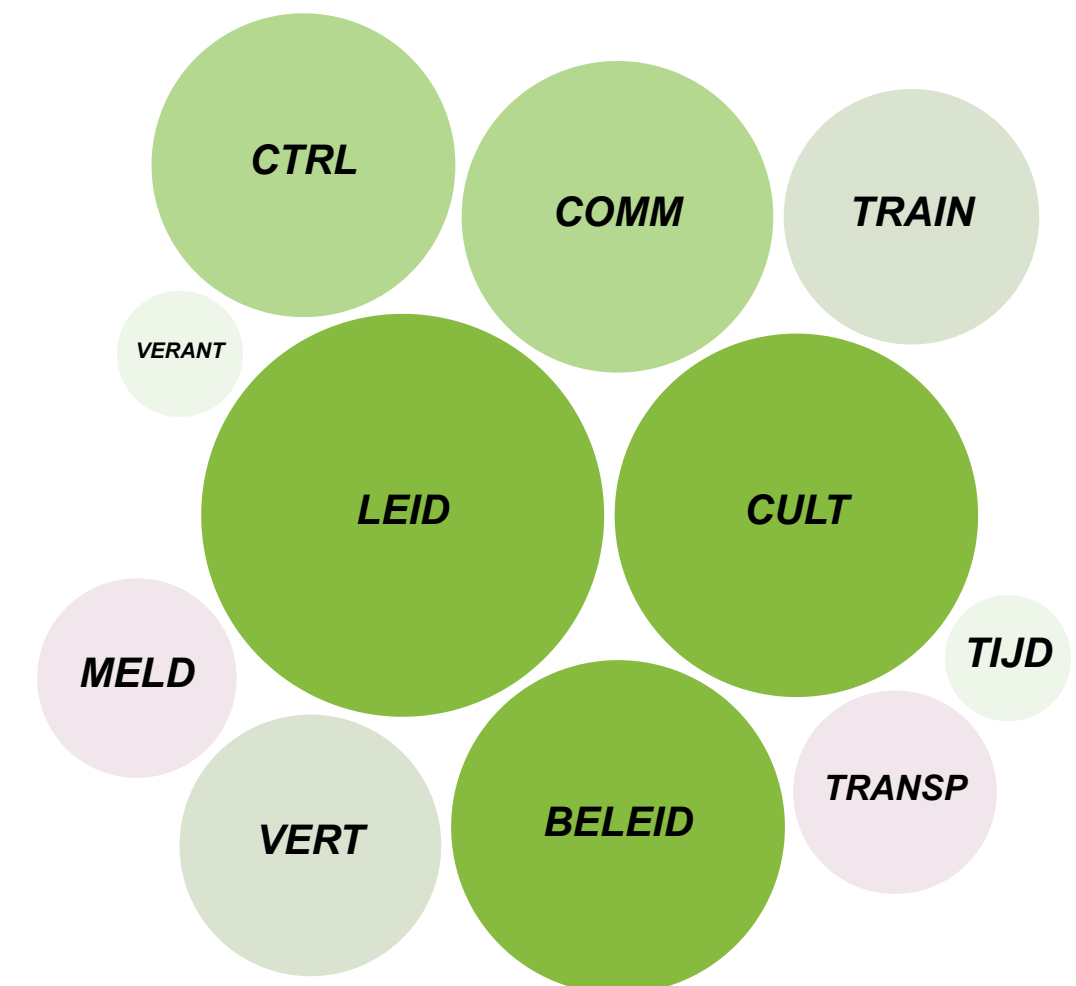 CTRL
COMM
TRAIN
VERANT
LEID
CULT
MELD
TIJD
TRANSP
VERT
BELEID